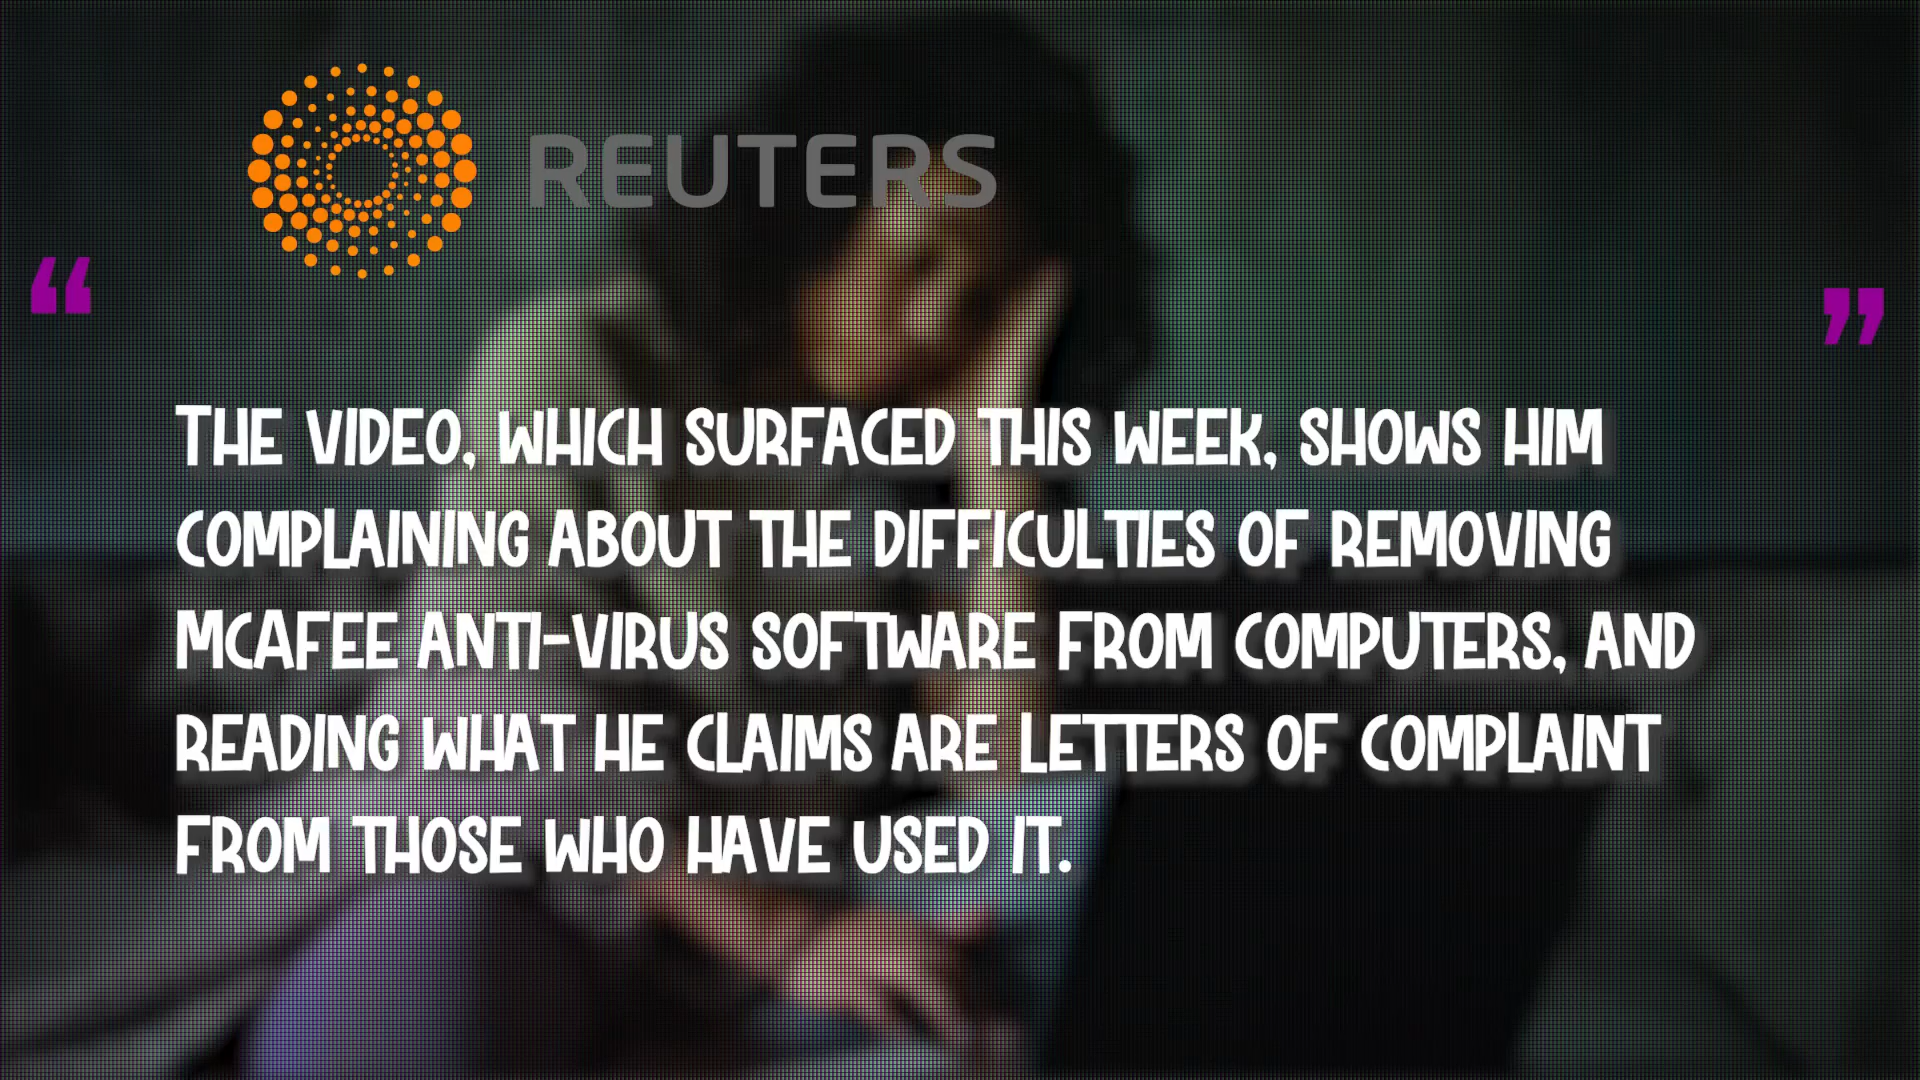 REUTERS
“ ”
THE VIDEO, WHICH SURFACED THIS WEEK, SHOWS HIM
COMPLAINING ABOUT THE DIFFICULTIES OF REMOVING
MCAFEE ANTI-VIRUS SOFTWARE FROM COMPUTERS, AND
READING WHAT HE CLAIMS ARE LETTERS OF COMPLAINT
FROM THOSE WHO HAVE USED IT.